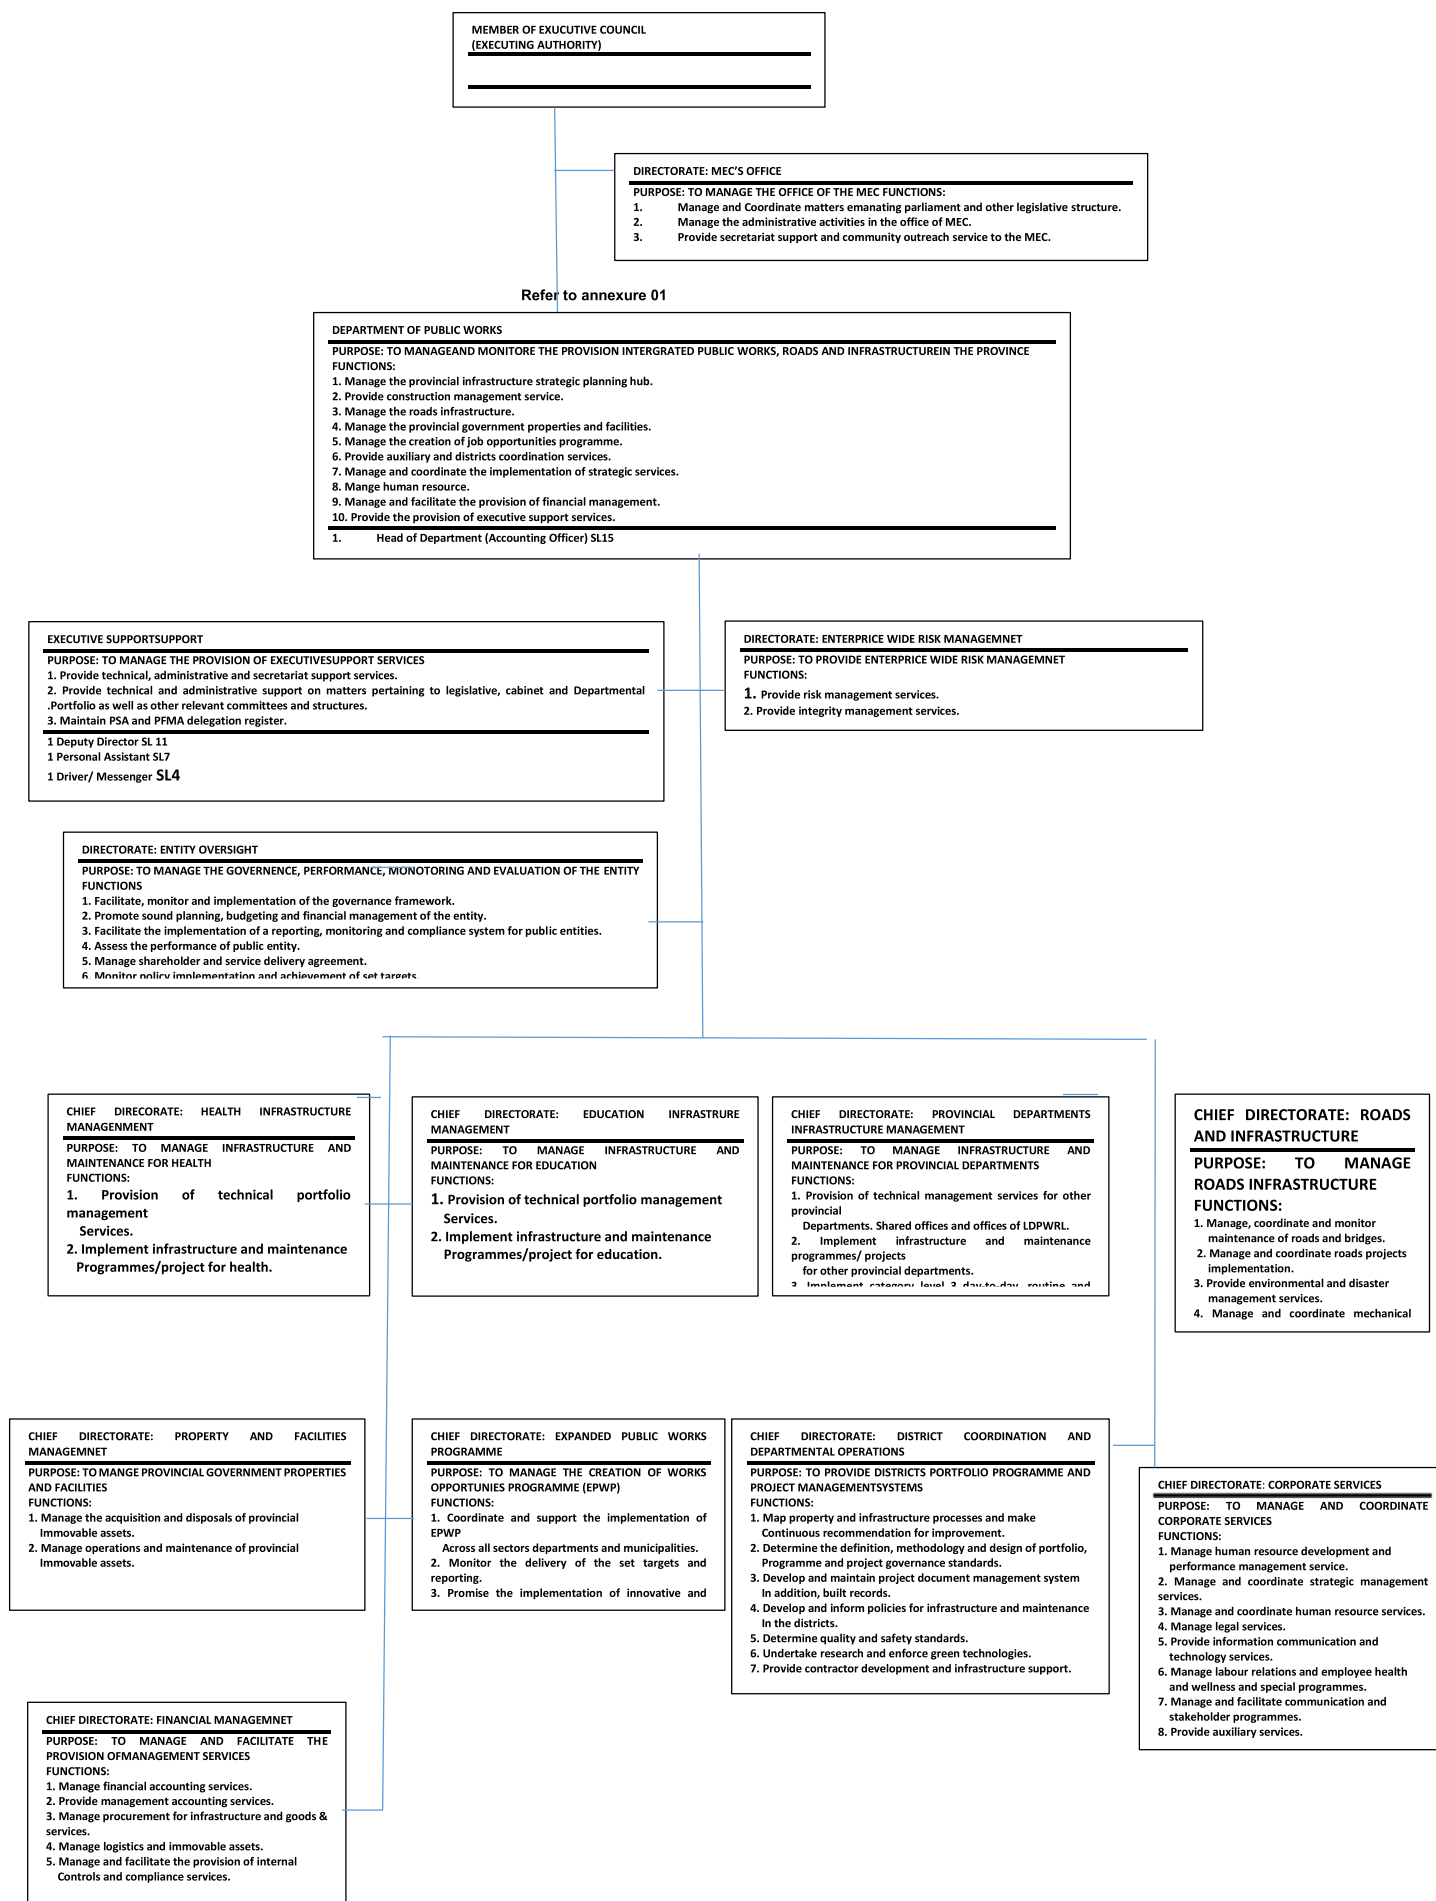 MEMBER OF EXUCUTIVE COUNCIL
(EXECUTING AUTHORITY)
DIRECTORATE: MEC'S OFFICE
PURPOSE: TO MANAGE THE OFFICE OF THE MEC FUNCTIONS:
1. Manage and Coordinate matters emanating parliament and other legislative structure.
2. Manage the administrative activities in the office of MEC.
3. Provide secretariat support and community outreach service to the MEC.
Refer to annexure 01
DEPARTMENT OF PUBLIC WORKS
PURPOSE: TO MANAGEAND MONITORE THE PROVISION INTERGRATED PUBLIC WORKS, ROADS AND INFRASTRUCTUREIN THE PROVINCE
FUNCTIONS:
1. Manage the provincial infrastructure strategic planning hub.
2. Provide construction management service.
3. Manage the roads infrastructure.
4. Manage the provincial government properties and facilities.
5. Manage the creation of job opportunities programme.
6. Provide auxiliary and districts coordination services.
7. Manage and coordinate the implementation of strategic services.
8. Mange human resource.
9. Manage and facilitate the provision of financial management.
10. Provide the provision of executive support services.
1. Head of Department (Accounting Officer) SL15
EXECUTIVE SUPPORTSUPPORT
PURPOSE: TO MANAGE THE PROVISION OF EXECUTIVESUPPORT SERVICES
1. Provide technical, administrative and secretariat support services.
2. Provide technical and administrative support on matters pertaining to legislative, cabinet and Departmental
.Portfolio as well as other relevant committees and structures.
3. Maintain PSA and PFMA delegation register.
1 Deputy Director SL 11
1 Personal Assistant SL7
1 Driver/ Messenger SL4
DIRECTORATE: ENTERPRICE WIDE RISK MANAGEMNET
PURPOSE: TO PROVIDE ENTERPRICE WIDE RISK MANAGEMNET
FUNCTIONS:
1. Provide risk management services.
2. Provide integrity management services.
DIRECTORATE: ENTITY OVERSIGHT
PURPOSE: TO MANAGE THE GOVERNENCE, PERFORMANCE, MONOTORING AND EVALUATION OF THE ENTITY
FUNCTIONS
1. Facilitate, monitor and implementation of the governance framework.
2. Promote sound planning, budgeting and financial management of the entity.
3. Facilitate the implementation of a reporting, monitoring and compliance system for public entities.
4. Assess the performance of public entity.
5. Manage shareholder and service delivery agreement.
6. Monitor policy implementation and achievement of set targets.
CHIEF DIRECORATE: HEALTH INFRASTRUCTURE
MANAGENMENT
PURPOSE: TO MANAGE INFRASTRUCTURE AND
MAINTENANCE FOR HEALTH
FUNCTIONS:
1. Provision of technical portfolio
management
Services.
2. Implement infrastructure and maintenance
Programmes/project for health.
CHIEF DIRECTORATE: EDUCATION INFRASTRURE
MANAGEMENT
PURPOSE: TO MANAGE INFRASTRUCTURE AND
MAINTENANCE FOR EDUCATION
FUNCTIONS:
1. Provision of technical portfolio management
Services.
2. Implement infrastructure and maintenance
Programmes/project for education.
CHIEF DIRECTORATE: PROVINCIAL DEPARTMENTS
INFRASTRUCTURE MANAGEMENT
PURPOSE: TO MANAGE INFRASTRUCTURE AND
MAINTENANCE FOR PROVINCIAL DEPARTMENTS
FUNCTIONS:
1. Provision of technical management services for other
provincial
Departments. Shared offices and offices of LDPWRL.
2. Implement infrastructure and maintenance
programmes/ projects
for other provincial departments.
3. Implement category level 3 day-to-day, routine and
CHIEF DIRECTORATE: ROADS
AND INFRASTRUCTURE
PURPOSE: TO MANAGE
ROADS INFRASTRUCTURE
FUNCTIONS:
1. Manage, coordinate and monitor
maintenance of roads and bridges.
2. Manage and coordinate roads projects
implementation.
3. Provide environmental and disaster
management services.
4. Manage and coordinate mechanical
CHIEF DIRECTORATE: PROPERTY AND FACILITIES
MANAGEMNET
PURPOSE: TO MANGE PROVINCIAL GOVERNMENT PROPERTIES
AND FACILITIES
FUNCTIONS:
1. Manage the acquisition and disposals of provincial
Immovable assets.
2. Manage operations and maintenance of provincial
Immovable assets.
CHIEF DIRECTORATE: EXPANDED PUBLIC WORKS
PROGRAMME
PURPOSE: TO MANAGE THE CREATION OF WORKS
OPPORTUNIES PROGRAMME (EPWP)
FUNCTIONS:
1. Coordinate and support the implementation of
EPWP
Across all sectors departments and municipalities.
2. Monitor the delivery of the set targets and
reporting.
3. Promise the implementation of innovative and
CHIEF DIRECTORATE: DISTRICT COORDINATION AND
DEPARTMENTAL OPERATIONS
PURPOSE: TO PROVIDE DISTRICTS PORTFOLIO PROGRAMME AND
PROJECT MANAGEMENTSYSTEMS
FUNCTIONS:
1. Map property and infrastructure processes and make
Continuous recommendation for improvement.
2. Determine the definition, methodology and design of portfolio,
Programme and project governance standards.
3. Develop and maintain project document management system
In addition, built records.
4. Develop and inform policies for infrastructure and maintenance
In the districts.
5. Determine quality and safety standards.
6. Undertake research and enforce green technologies.
7. Provide contractor development and infrastructure support.
CHIEF DIRECTORATE: CORPORATE SERVICES
PURPOSE: TO MANAGE AND COORDINATE
CORPORATE SERVICES
FUNCTIONS:
1. Manage human resource development and
performance management service.
2. Manage and coordinate strategic management
services.
3. Manage and coordinate human resource services.
4. Manage legal services.
5. Provide information communication and
technology services.
6. Manage labour relations and employee health
and wellness and special programmes.
7. Manage and facilitate communication and
stakeholder programmes.
8. Provide auxiliary services.
CHIEF DIRECTORATE: FINANCIAL MANAGEMNET
PURPOSE: TO MANAGE AND FACILITATE THE
PROVISION OFMANAGEMENT SERVICES
FUNCTIONS:
1. Manage financial accounting services.
2. Provide management accounting services.
3. Manage procurement for infrastructure and goods &
services.
4. Manage logistics and immovable assets.
5. Manage and facilitate the provision of internal
Controls and compliance services.